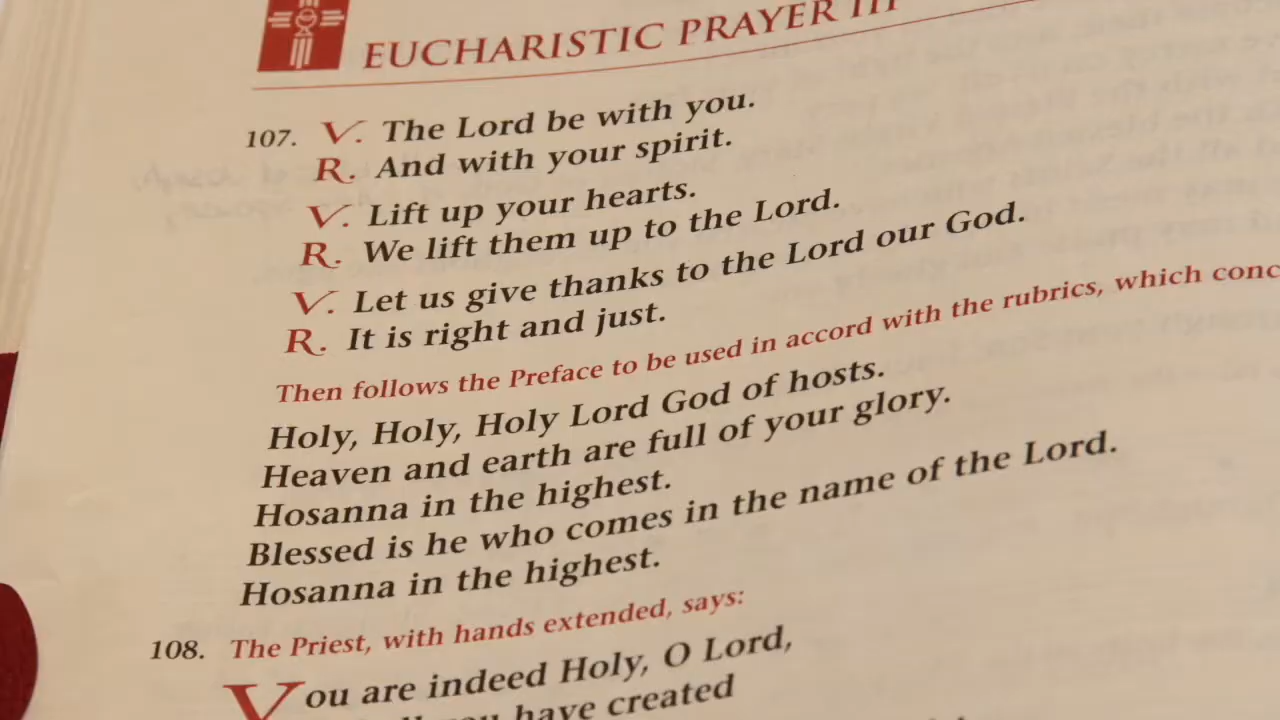 EUCHARISTIC PRAYER III
107. V. The Lord be with you.
R. And with your spirit.
V. Lift up your hearts.
R. We lift them up to the Lord.
V. Let us give thanks to the Lord our God.
R. It is right and just.
Then follows the Preface to be used in accord with the rubrics, which
Holy, Holy, Holy Lord God of hosts.
Heaven and earth are full of your glory.
Hosanna in the highest.
Blessed is he who comes in the name of the Lord.
Hosanna in the highest.
108. The Priest, with hands extended, says:
You are indeed Holy, O Lord,
you have created